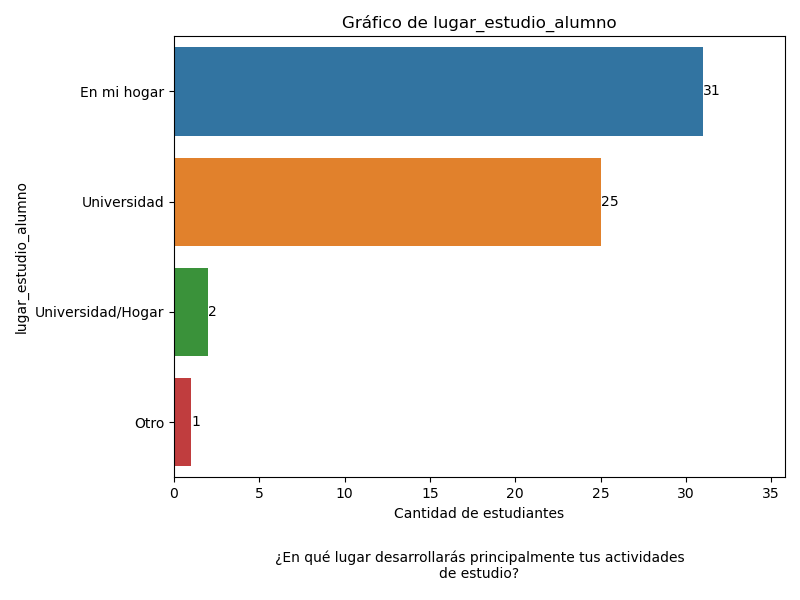 Gráfico de lugar_estudio_alumno
En mi hogar
31
Universidad
25
Universidad/Hogar
2
Otro
1
lugar_estudio_alumno
0 5 10 15 20 25 30 35
Cantidad de estudiantes
¿En qué lugar desarrollarás principalmente tus actividades
de estudio?